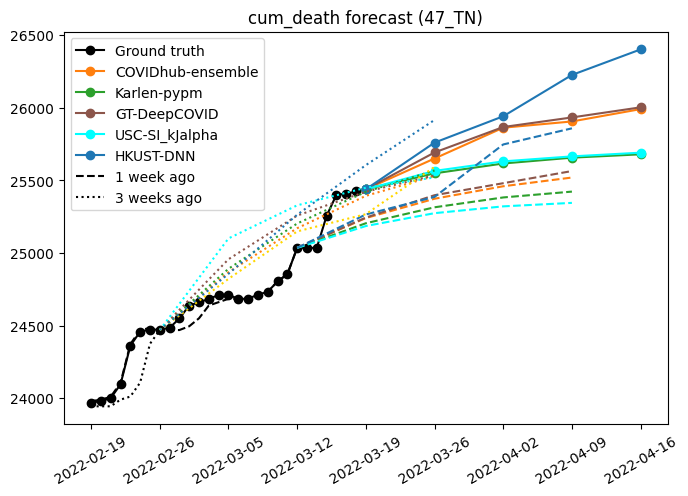 cum_death forecast (47_TN)
26500
26000
25500
25000
24500
24000
Ground truth
COVIDhub-ensemble
Karlen-pypm
GT-DeepCOVID
USC-SI_kJalpha
HKUST-DNN
1 week ago
3 weeks ago
2022-02-19
2022-02-26
2022-03-05
2022-03-12
2022-03-19
2022-03-26
2022-04-02
2022-04-09
2022-04-16